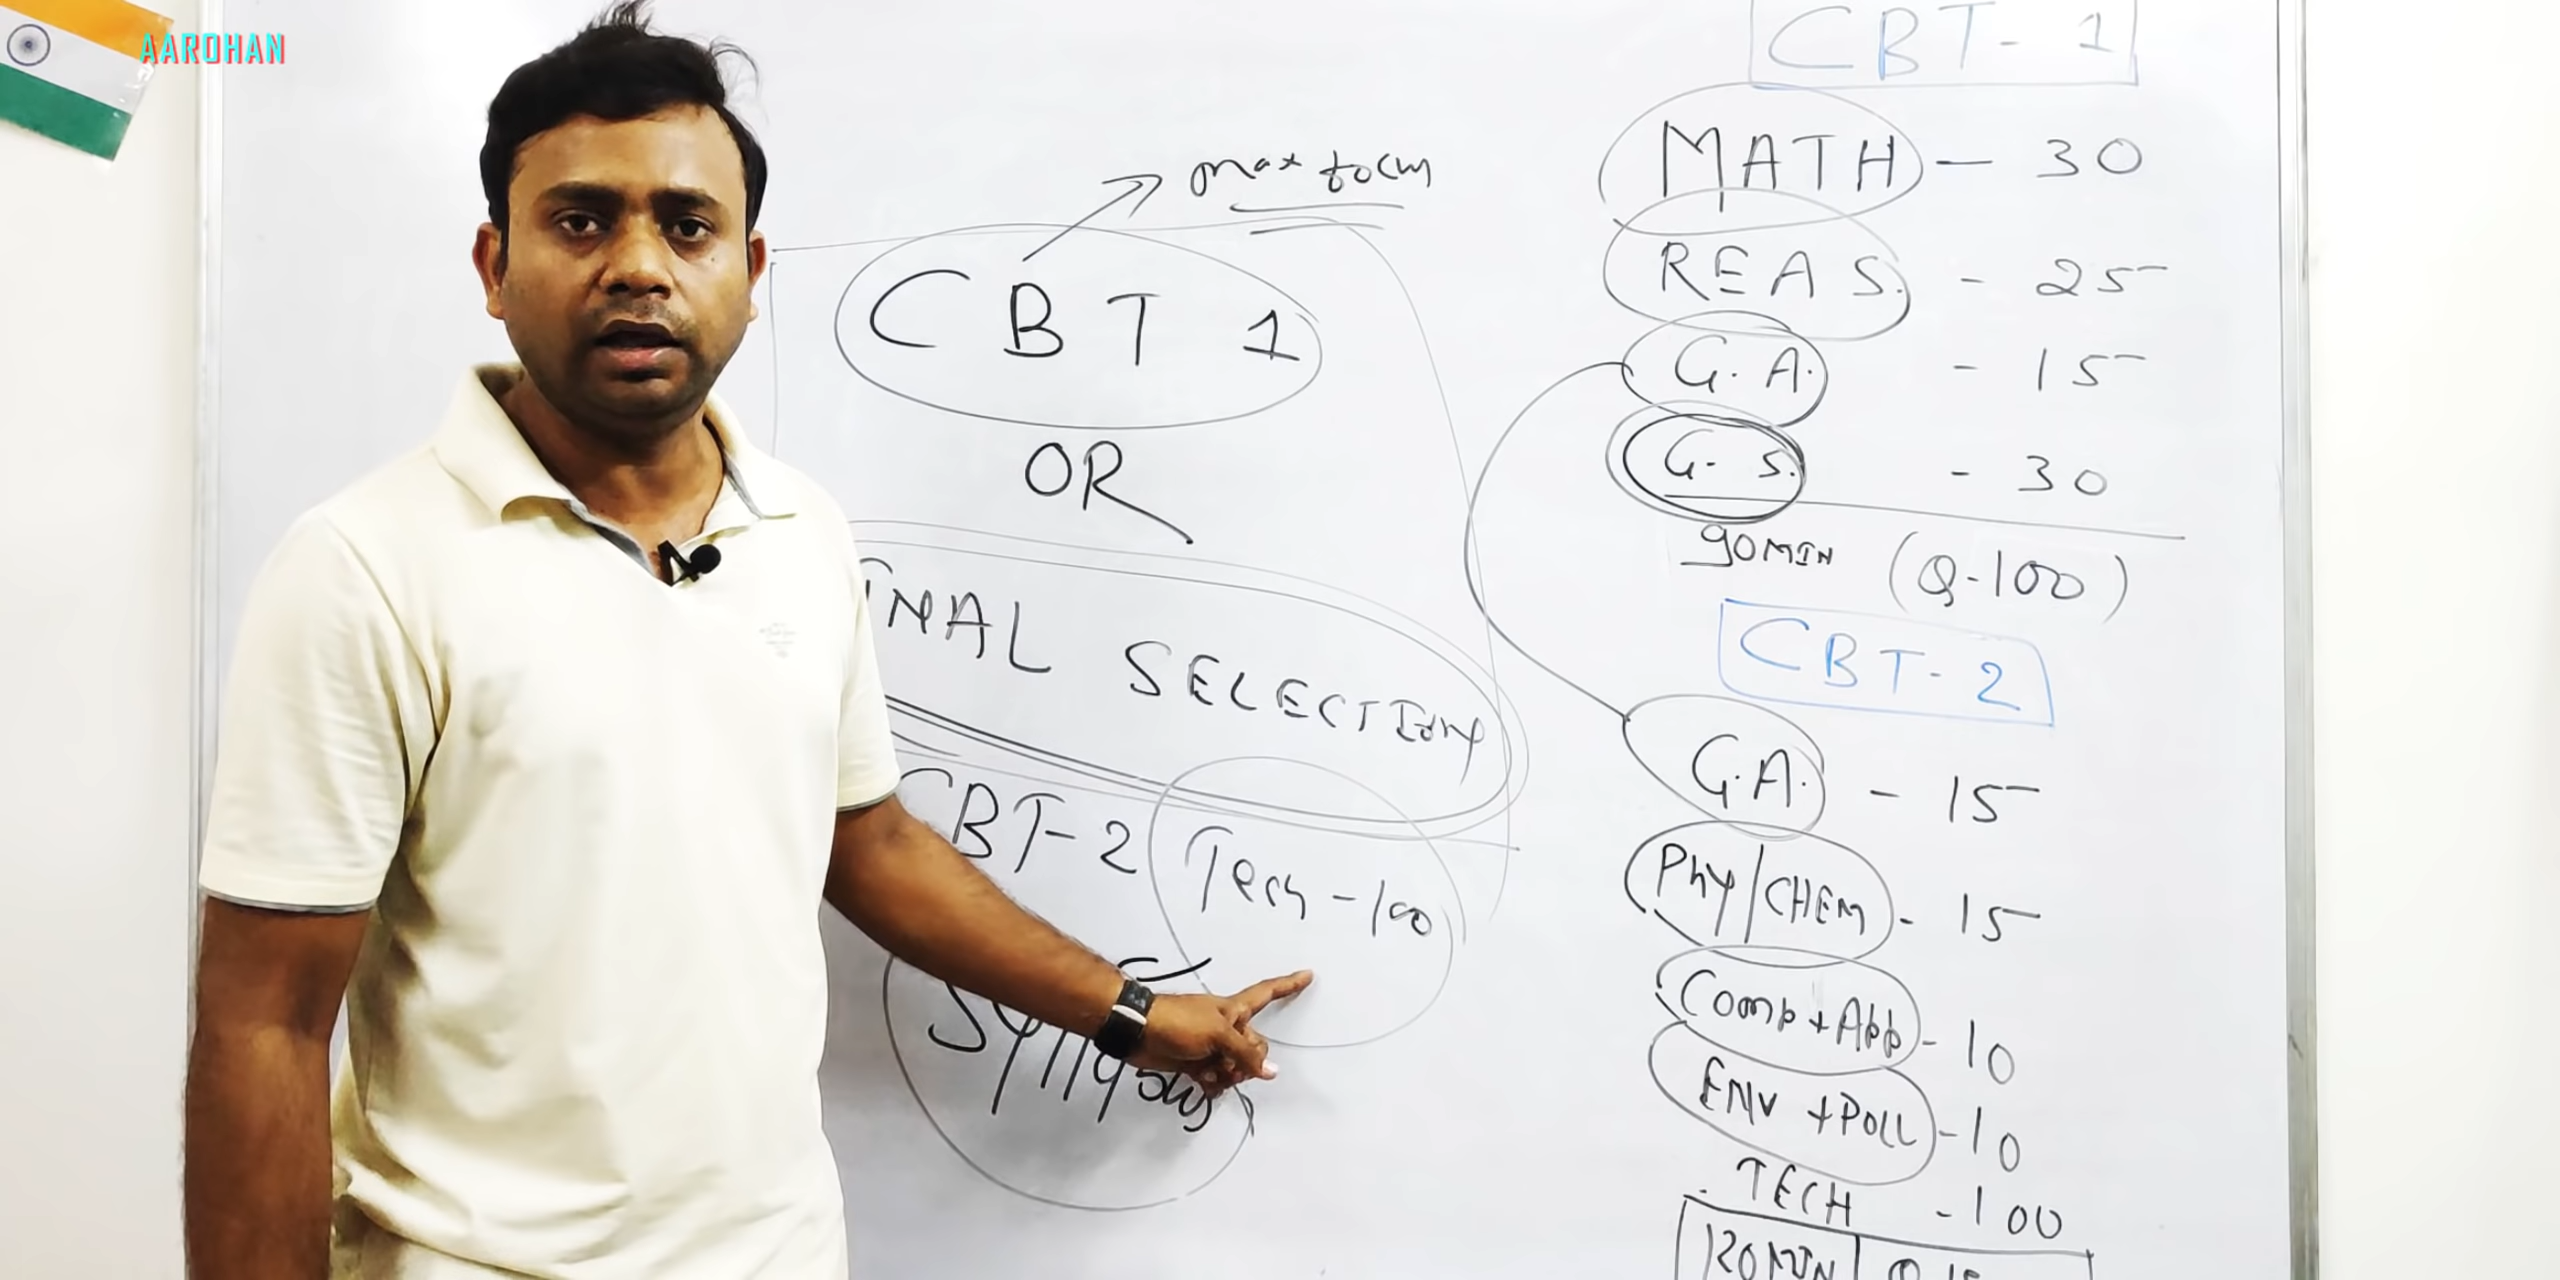 AAROHAN
max focus
CBT 1
OR
INAL SELECTION
CBT-2 Tech-100
Syllabus
CBT-1
MATH - 30
REAS. - 25
G.A. - 15
G.S. - 30
90 MIN (Q-100)
CBT-2
G.A. - 15
Phy/CHEM - 15
Comp+App - 10
ENV + POLL - 10
TECH - 100
120 MIN